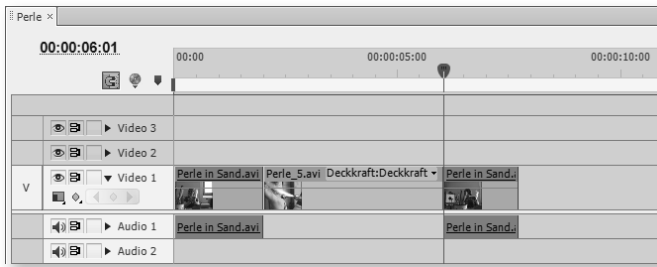 Perle ×
00:00:06:01
00:00 00:00:05:00 00:00:10:00
Video 3
Video 2
V Video 1
Perle in Sand.avi Perle_5.avi Deckkraft:Deckkraft Perle in Sand.a
Audio 1 Perle in Sand.avi Perle in Sand.a
Audio 2